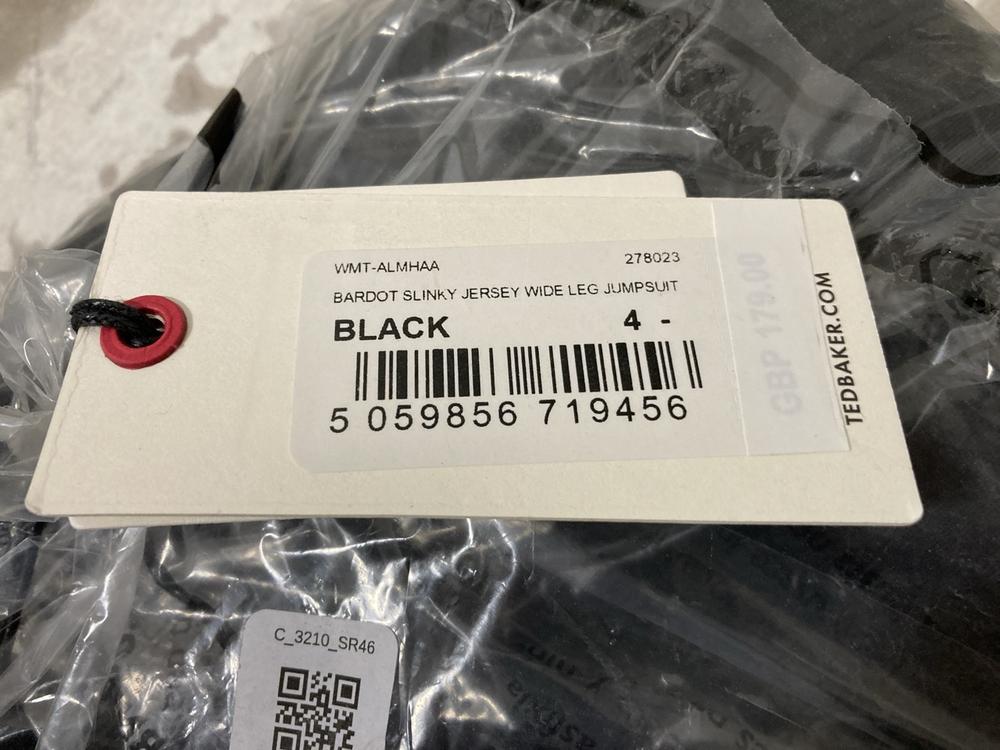 WMT-ALMHAA 278023
BARDOT SLINKY JERSEY WIDE LEG JUMPSUIT
BLACK 4 -
5 059856 719456
GBP 179.00
TEDBAKER.COM
C_3210_SR46